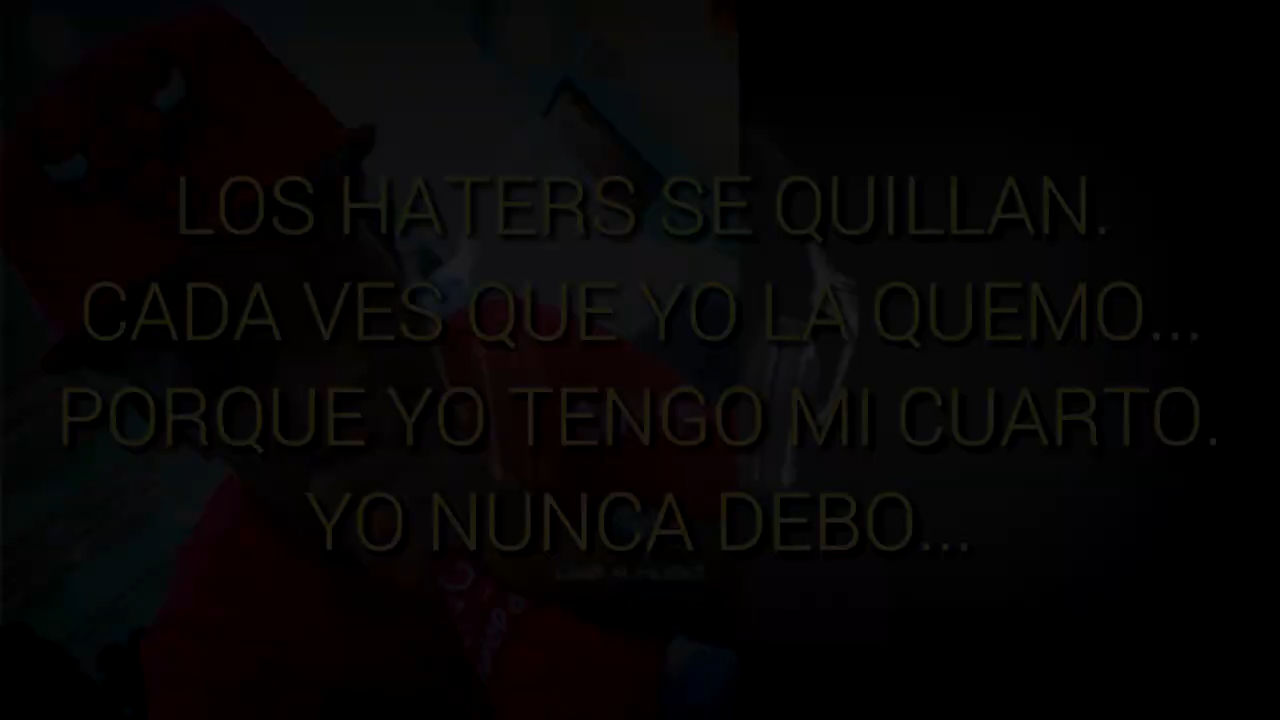 LOS HATERS SE QUILLAN.
CADA VES QUE YO LA QUEMO...
PORQUE YO TENGO MI CUARTO.
YO NUNCA DEBO...